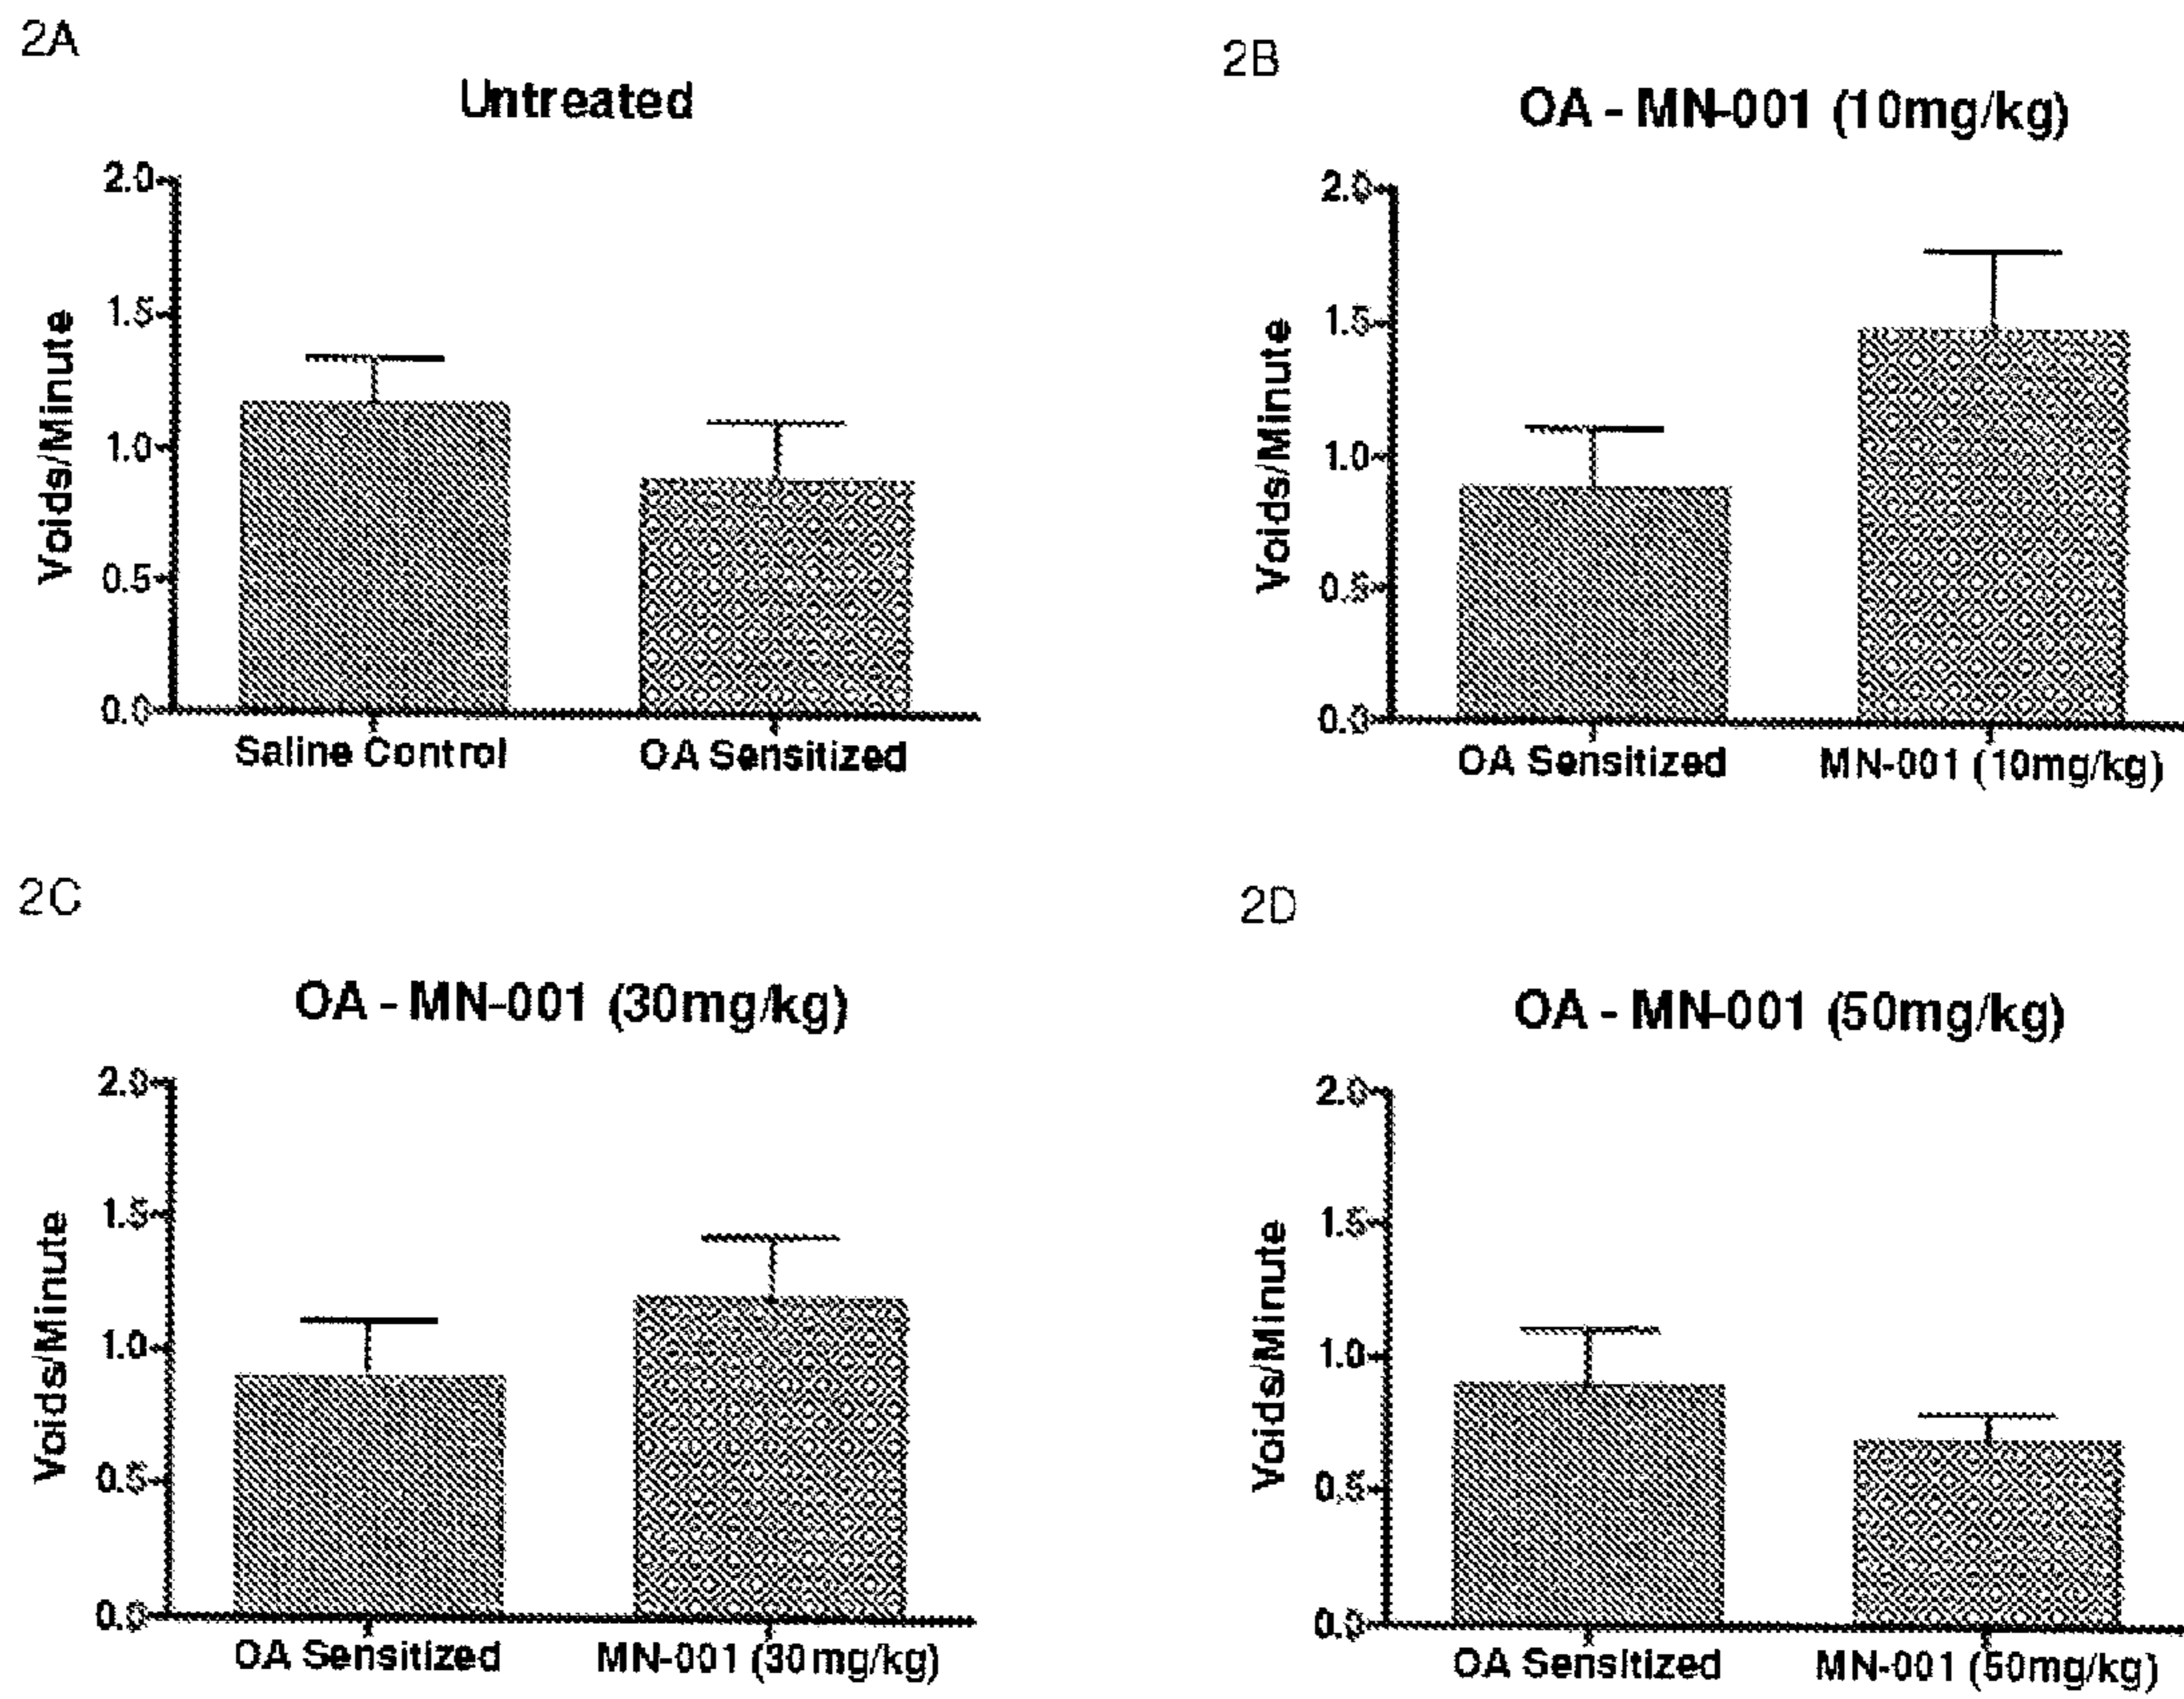 2A
Untreated
2.0
1.5
1.0
0.5
0.0
Voids/Minute
Saline Control
OA Sensitized
2B
OA - MN-001 (10mg/kg)
2.0
1.5
1.0
0.5
0.0
Voids/Minute
OA Sensitized
MN-001 (10mg/kg)
2C
OA - MN-001 (30mg/kg)
2.0
1.5
1.0
0.5
0.0
Voids/Minute
OA Sensitized
MN-001 (30mg/kg)
2D
OA - MN-001 (50mg/kg)
2.0
1.5
1.0
0.5
0.0
Voids/Minute
OA Sensitized
MN-001 (50mg/kg)